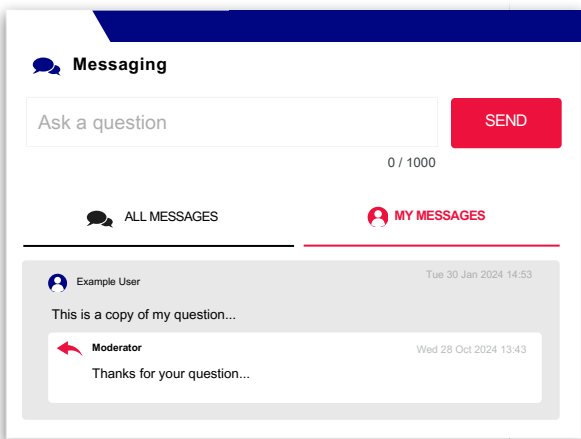 Messaging
Ask a question
SEND
0 / 1000
ALL MESSAGES
MY MESSAGES
Example User
Tue 30 Jan 2024 14:53
This is a copy of my question...
Moderator
Wed 28 Oct 2024 13:43
Thanks for your question...